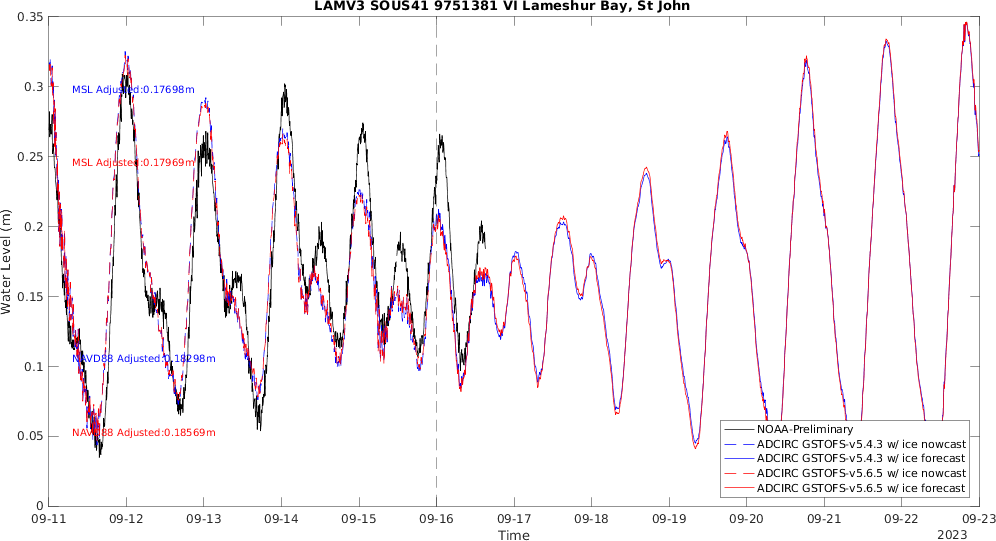 LAMV3 SOUS41 9751381 VI Lameshur Bay, St John
0.35
0.3
0.25
0.2
0.15
0.1
0.05
0
Water Level (m)
MSL Adjusted:0.17698m
MSL Adjusted:0.17969m
NAVD88 Adjusted:0.18298m
NAVD88 Adjusted:0.18569m
NOAA-Preliminary
ADCIRC GSTOFS-v5.4.3 w/ ice nowcast
ADCIRC GSTOFS-v5.4.3 w/ ice forecast
ADCIRC GSTOFS-v5.6.5 w/ ice nowcast
ADCIRC GSTOFS-v5.6.5 w/ ice forecast
09-11 09-12 09-13 09-14 09-15 09-16 09-17 09-18 09-19 09-20 09-21 09-22 09-23
Time
2023